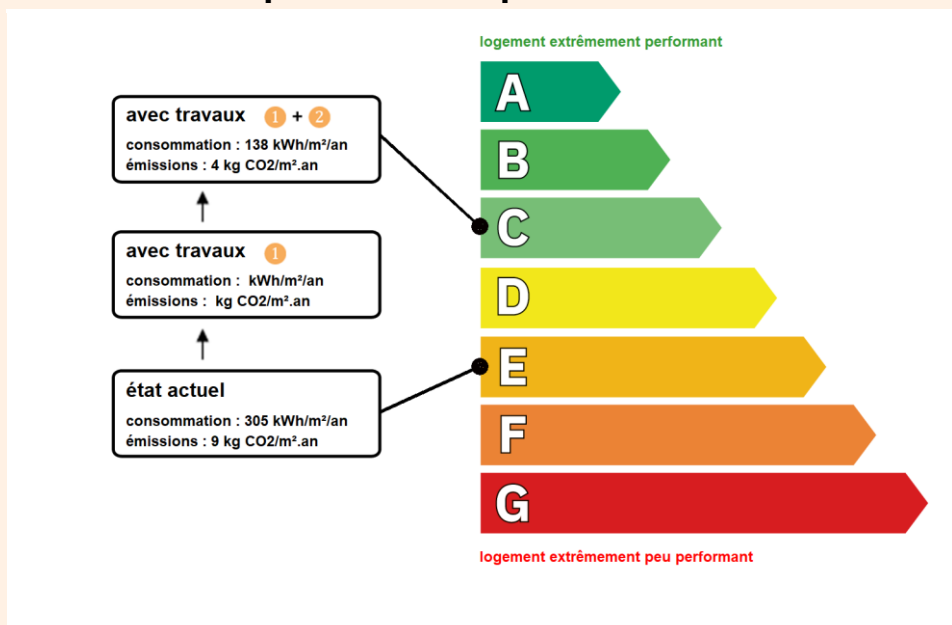 logement extrêmement performant
avec travaux 1 + 2
consommation : 138 kWh/m²/an
émissions : 4 kg CO2/m².an
avec travaux 1
consommation : kWh/m²/an
émissions : kg CO2/m².an
état actuel
consommation : 305 kWh/m²/an
émissions : 9 kg CO2/m².an
A
B
C
D
E
F
G
logement extrêmement peu performant